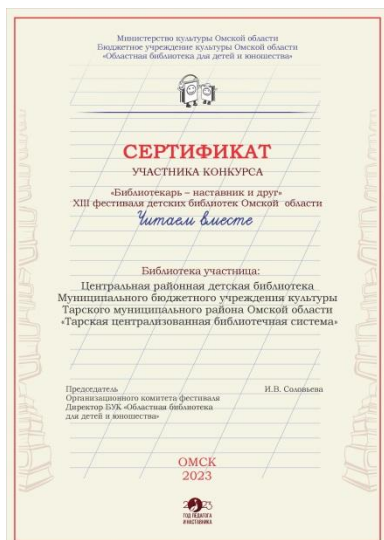 Министерство культуры Омской области
Бюджетное учреждение культуры Омской области
«Областная библиотека для детей и юношества»
СЕРТИФИКАТ
УЧАСТНИКА КОНКУРСА
«Библиотекарь – наставник и друг»
XIII фестиваля детских библиотек Омской области
Читаем вместе
Библиотека участница:
Центральная районная детская библиотека
Муниципального бюджетного учреждения культуры
Тарского муниципального района Омской области
«Тарская централизованная библиотечная система»
Председатель И.В. Соловьева
Организационного комитета фестиваля
Директор БУК «Областная библиотека
для детей и юношества»
ОМСК
2023
2023
ГОД ПЕДАГОГА
И НАСТАВНИКА